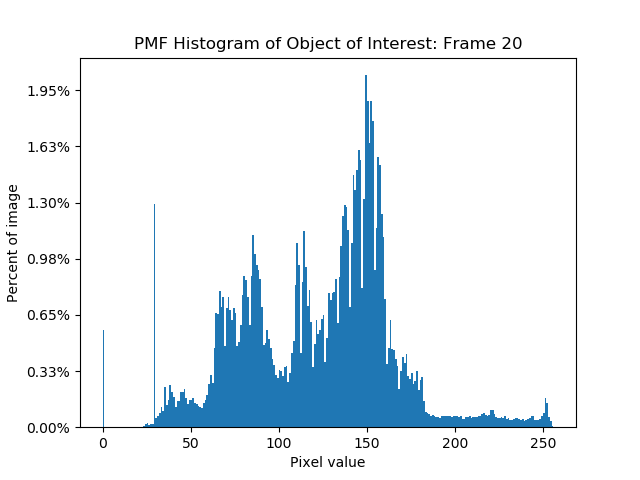 PMF Histogram of Object of Interest: Frame 20
1.95%
1.63%
1.30%
0.98%
0.65%
0.33%
0.00%
Percent of image
0 50 100 150 200 250
Pixel value